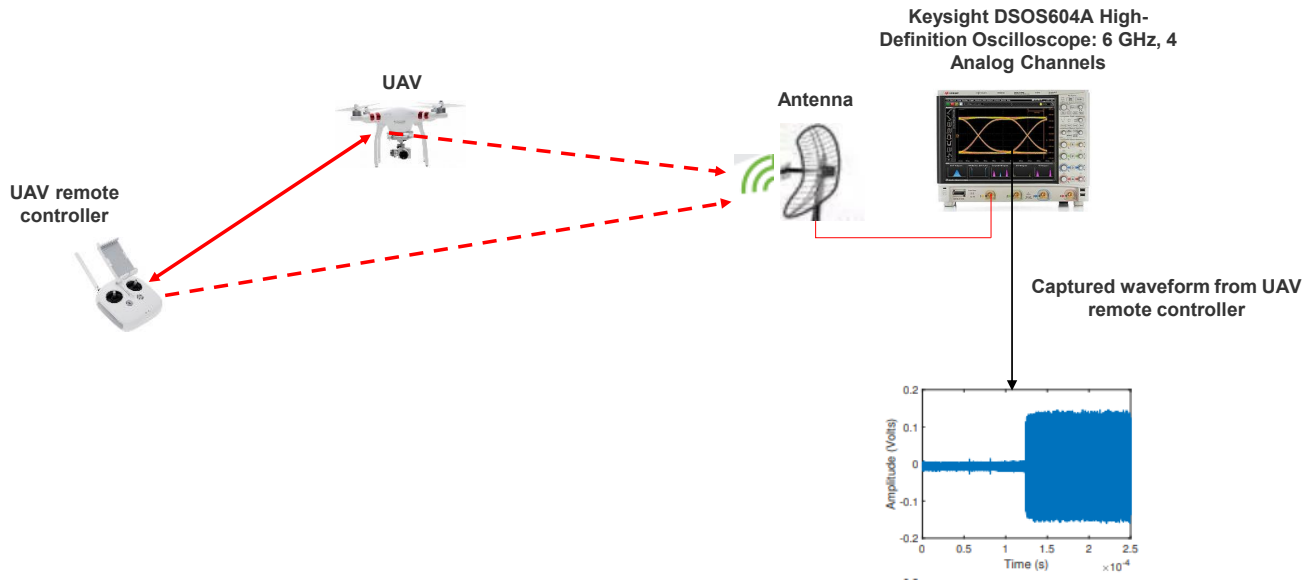 Keysight DSOS604A High-
Definition Oscilloscope: 6 GHz, 4
Analog Channels
UAV
Antenna
UAV remote
controller
Captured waveform from UAV
remote controller
0.2
0.1
0
-0.1
-0.2
Amplitude (Volts)
0
0.5
1
1.5
2
2.5
Time (s)
×10⁻⁴